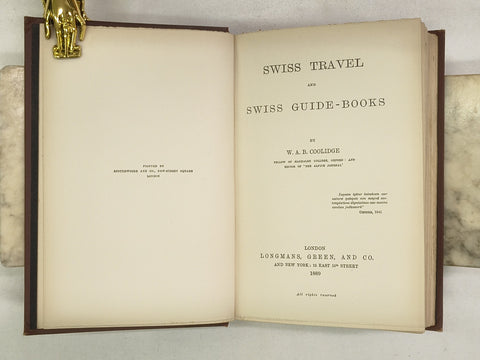 PRINTED BY
SPOTTISWOODE AND CO., NEW-STREET SQUARE
LONDON
SWISS TRAVEL
AND
SWISS GUIDE-BOOKS
BY
W. A. B. COOLIDGE
FELLOW OF MAGDALEN COLLEGE, OXFORD: AND
EDITOR OF "THE ALPINE JOURNAL"
LONDON
LONGMANS, GREEN, AND CO.
AND NEW YORK: 15 EAST 16th STREET
1889
All rights reserved